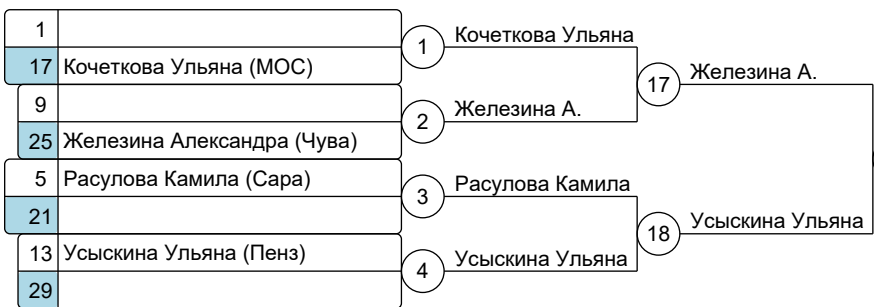 1
17 Кочеткова Ульяна (МОС)
9
25 Железина Александра (Чува)
5 Расулова Камила (Сара)
21
13 Усыскина Ульяна (Пенз)
29
1 Кочеткова Ульяна
2 Железина А.
3 Расулова Камила
4 Усыскина Ульяна
17 Железина А.
18 Усыскина Ульяна